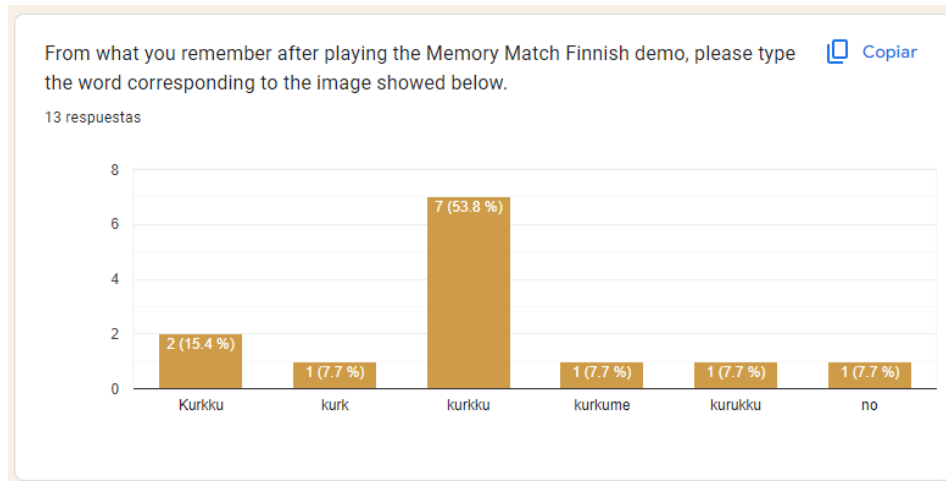 From what you remember after playing the Memory Match Finnish demo, please type
the word corresponding to the image showed below.
Copiar
13 respuestas
8
6
4
2
0
2 (15.4 %)
1 (7.7 %)
7 (53.8 %)
1 (7.7 %)
1 (7.7 %)
1 (7.7 %)
Kurkku
kurk
kurkku
kurkume
kurukku
no